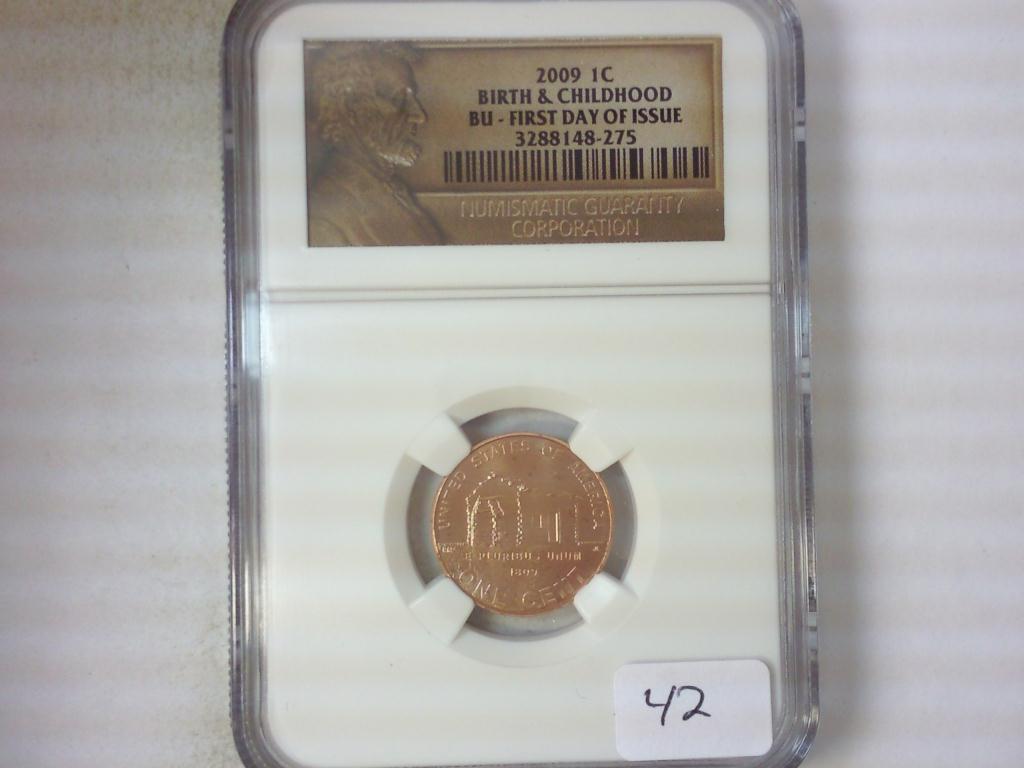 2009 1C
BIRTH & CHILDHOOD
BU - FIRST DAY OF ISSUE
3288148-275
NUMISMATIC GUARANTY
CORPORATION
UNITED STATES OF AMERICA
E PLURIBUS UNUM
1809
ONE CENT
42